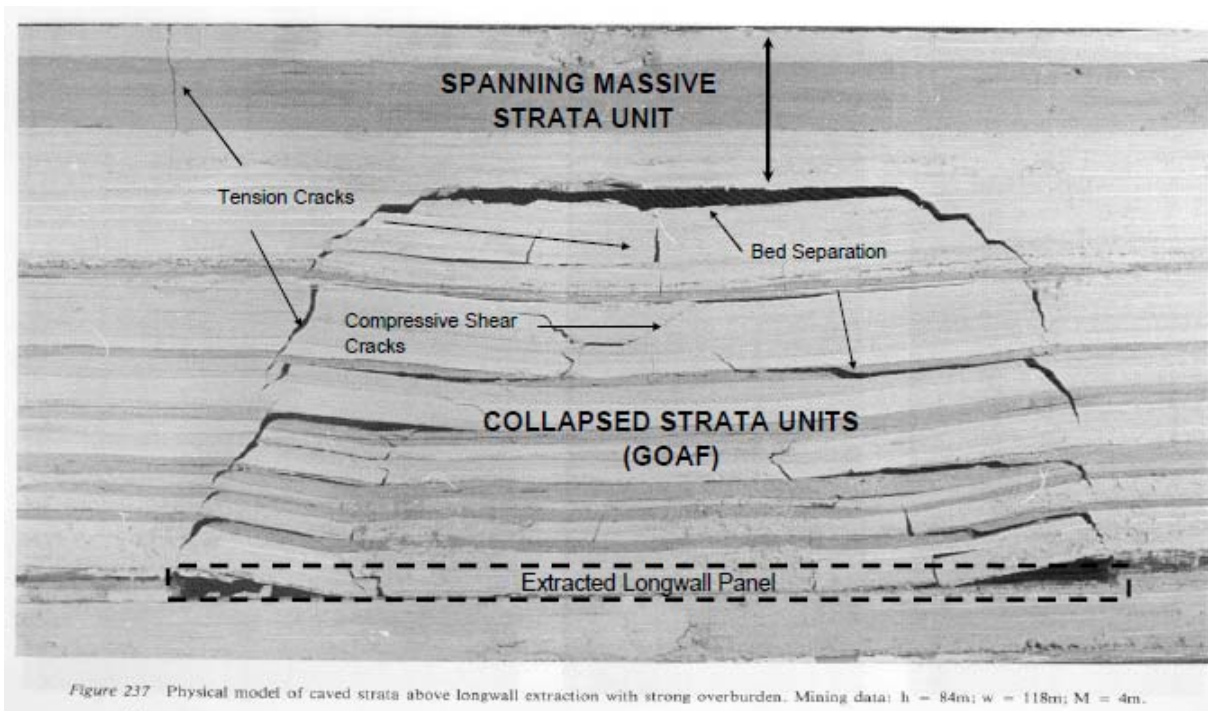 SPANNING MASSIVE
STRATA UNIT
Tension Cracks
Bed Separation
Compressive Shear
Cracks
COLLAPSED STRATA UNITS
(GOAF)
Extracted Longwall Panel
Figure 237 Physical model of caved strata above longwall extraction with strong overburden. Mining data: h = 84m; w = 118m; M = 4m.